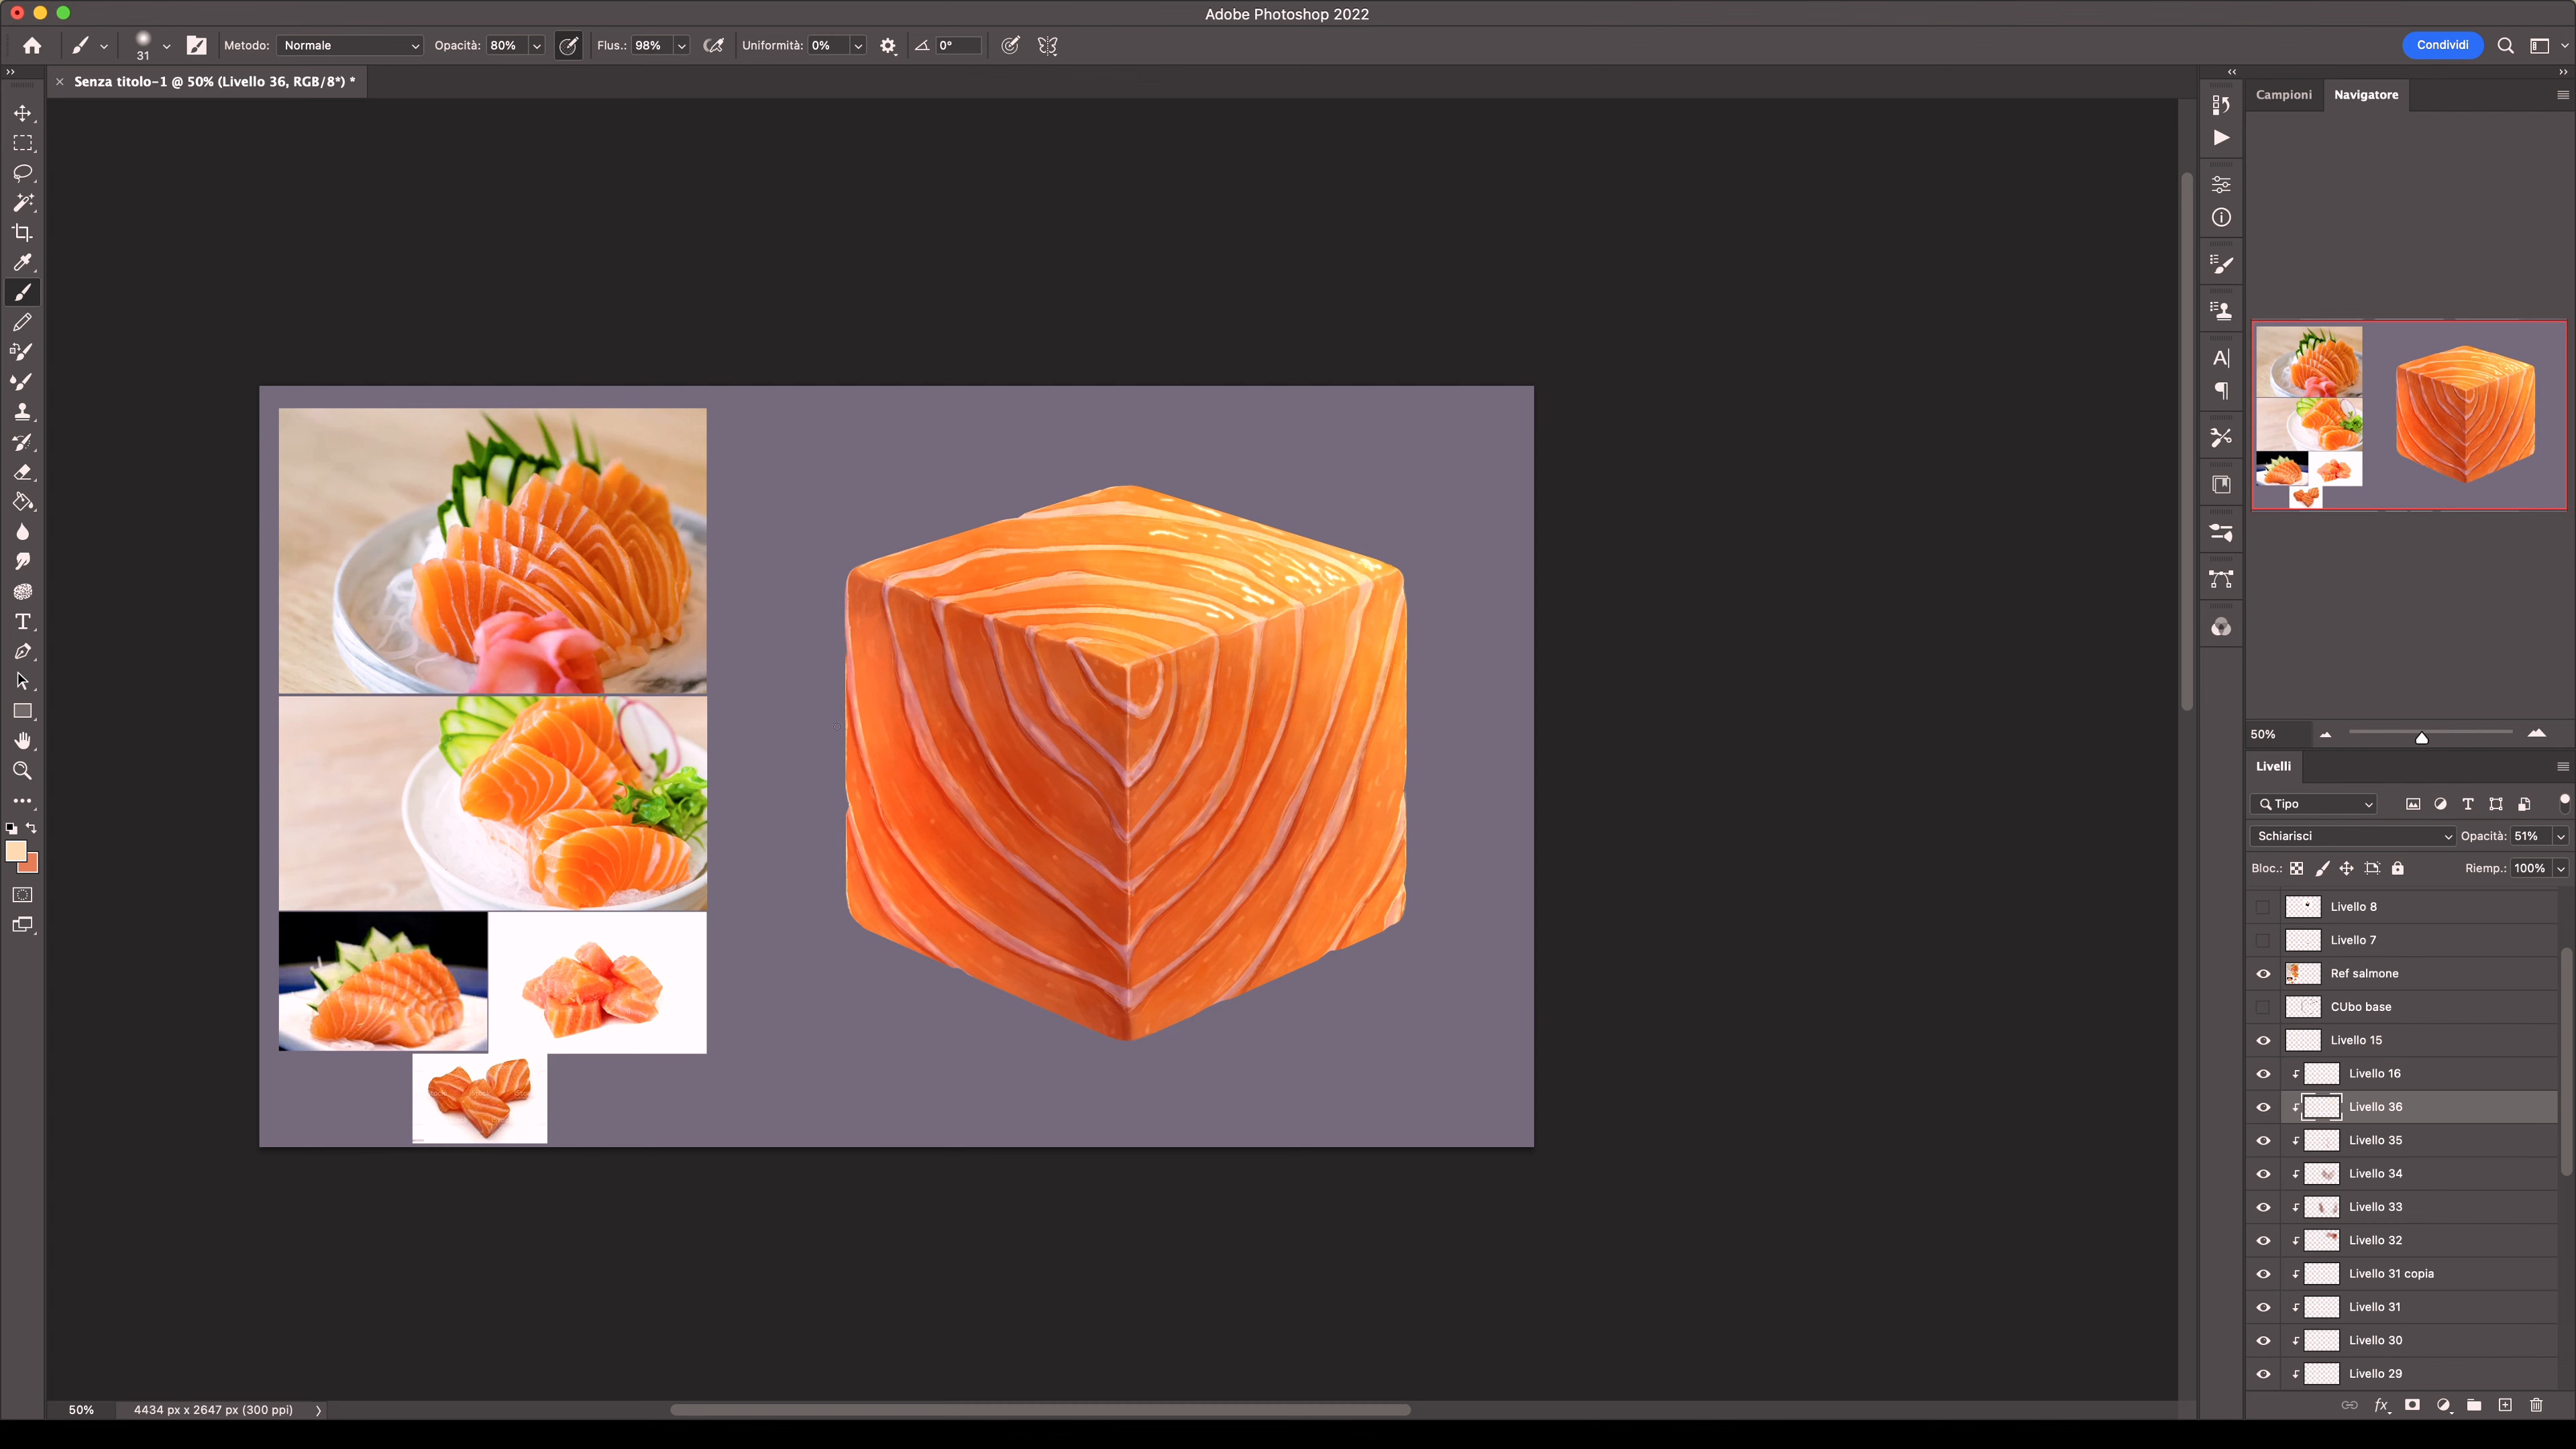 Adobe Photoshop 2022
31
Metodo: Normale
Opacità: 80%
Flus.: 98%
Uniformità: 0%
0°
Condividi
Senza titolo-1 @ 50% (Livello 36, RGB/8*) *
Campioni
Navigatore
50%
Livelli
Tipo
Schiarisci
Opacità: 51%
Bloc.:
Riemp.: 100%
Livello 8
Livello 7
Ref salmone
CUbo base
Livello 15
Livello 16
Livello 36
Livello 35
Livello 34
Livello 33
Livello 32
Livello 31 copia
Livello 31
Livello 30
Livello 29
50%
4434 px x 2647 px (300 ppi)
fx